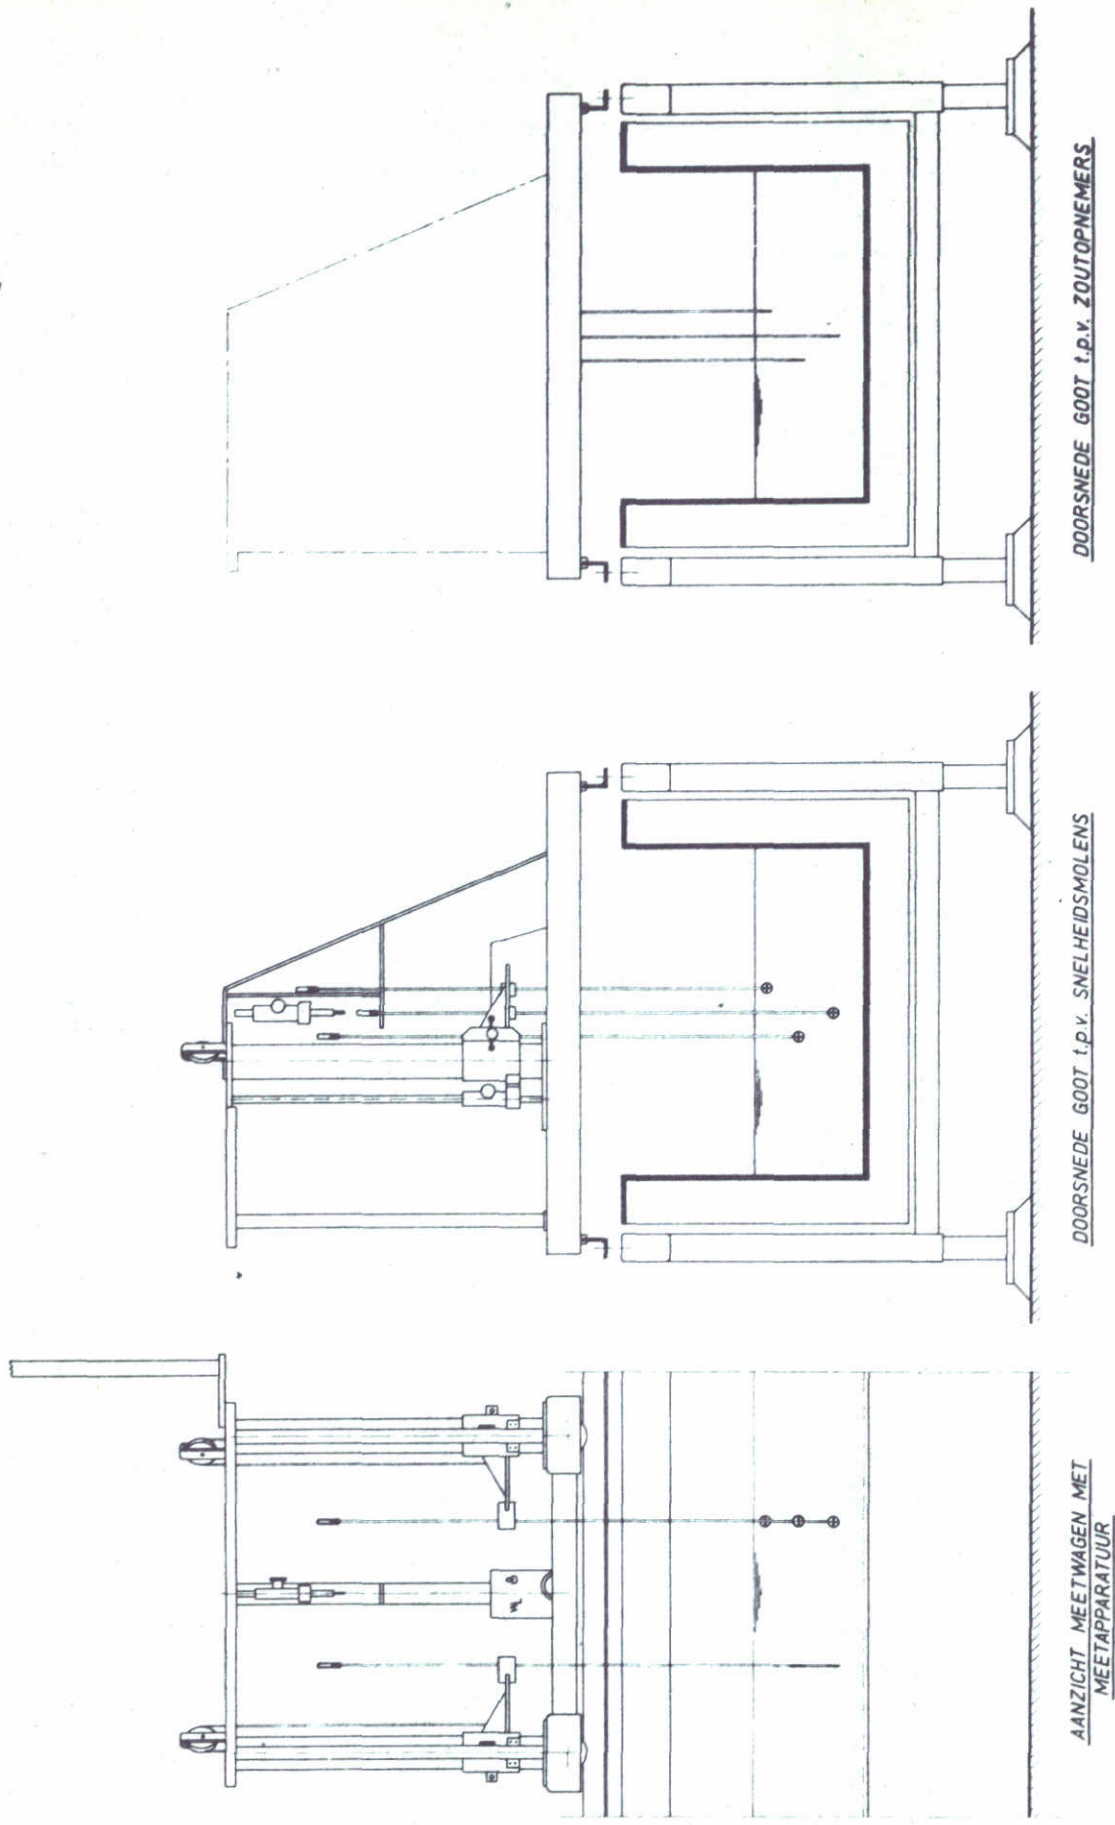 AANZICHT MEETWAGEN MET
MEETAPPARATUUR
DOORSNEDE GOOT t.p.v. SNELHEIDSMOLENS
DOORSNEDE GOOT t.p.v. ZOUTOPNEMERS